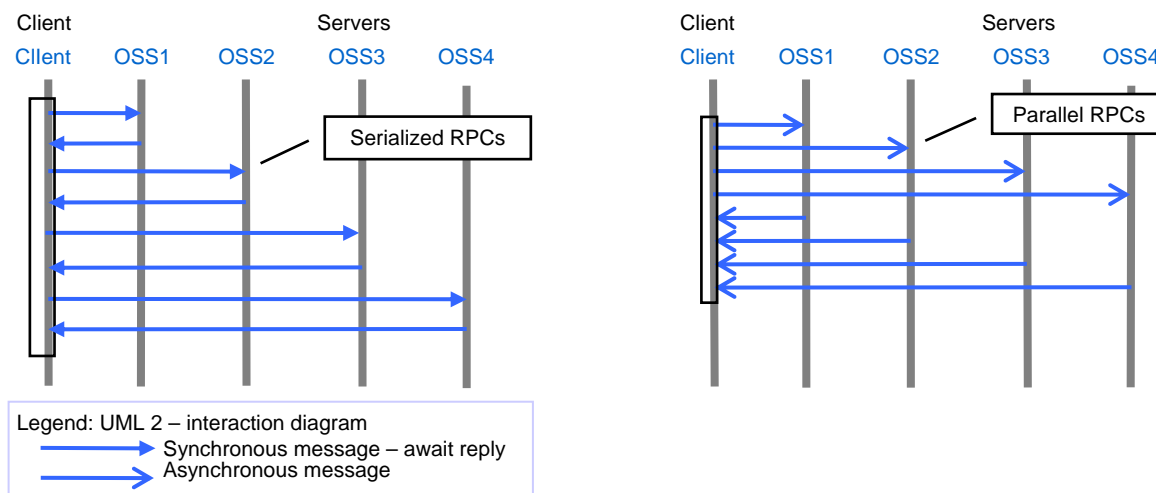 Client Servers
ClIent OSS1 OSS2 OSS3 OSS4
Serialized RPCs
Legend: UML 2 – interaction diagram
Synchronous message – await reply
Asynchronous message
Client Servers
Client OSS1 OSS2 OSS3 OSS4
Parallel RPCs